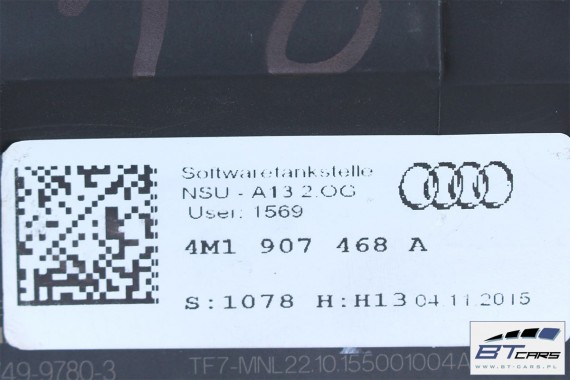 Softwaretankstelle
NSU - A13 2.OG
User: 1569
4M1 907 468 A
S:1078 H:H13 04.11.2015
749-9780-3
TF7-MNL22.10.155001004A
BTCARS
WWW.BT-CARS.PL